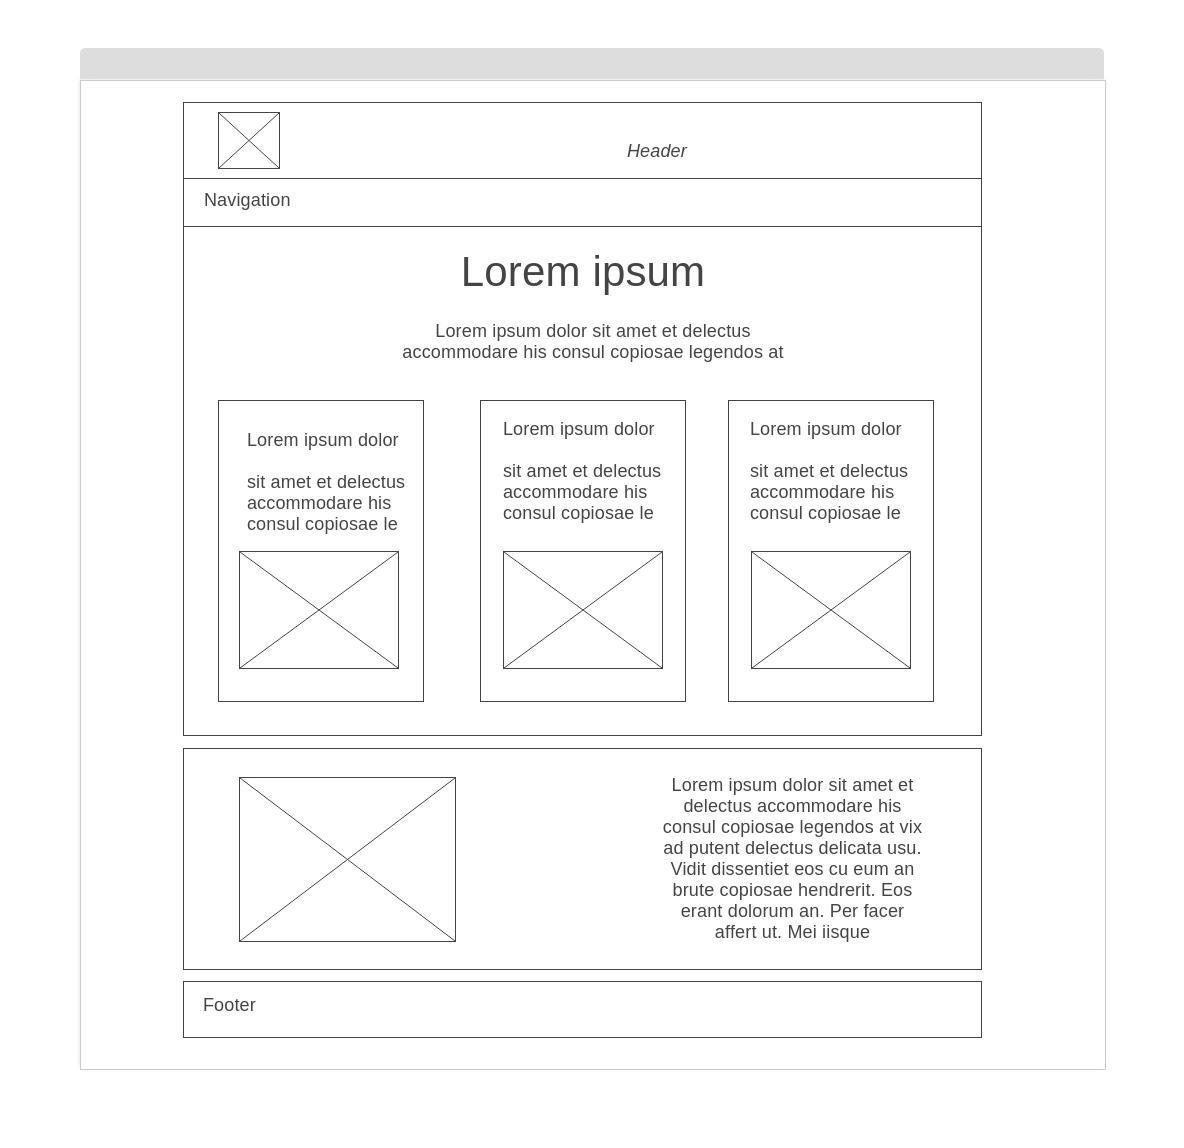 Header
Navigation
Lorem ipsum
Lorem ipsum dolor sit amet et delectus
accommodare his consul copiosae legendos at
Lorem ipsum dolor
sit amet et delectus
accommodare his
consul copiosae le
Lorem ipsum dolor
sit amet et delectus
accommodare his
consul copiosae le
Lorem ipsum dolor
sit amet et delectus
accommodare his
consul copiosae le
Lorem ipsum dolor sit amet et
delectus accommodare his
consul copiosae legendos at vix
ad putent delectus delicata usu.
Vidit dissentiet eos cu eum an
brute copiosae hendrerit. Eos
erant dolorum an. Per facer
affert ut. Mei iisque
Footer